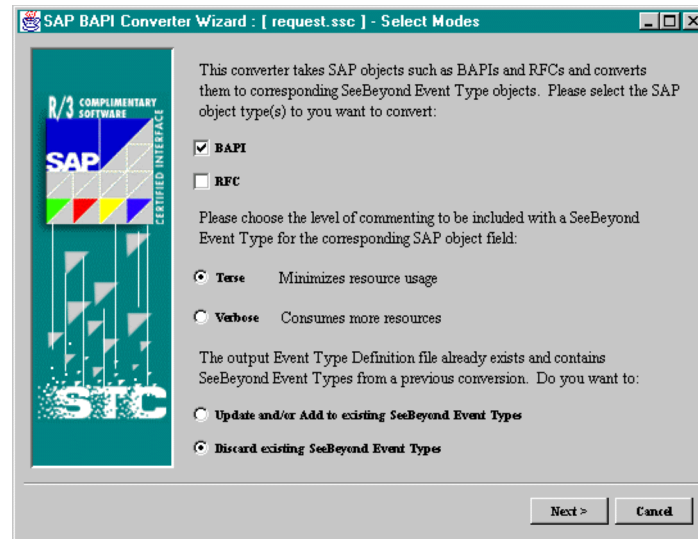 SAP BAPI Converter Wizard : [ request.ssc ] - Select Modes
R/3 COMPLIMENTARY
SOFTWARE
SAP
CERTIFIED INTERFACE
STC
This converter takes SAP objects such as BAPIs and RFCs and converts
them to corresponding SeeBeyond Event Type objects. Please select the SAP
object type(s) to you want to convert:
BAPI
RFC
Please choose the level of commenting to be included with a SeeBeyond
Event Type for the corresponding SAP object field:
Terse Minimizes resource usage
Verbose Consumes more resources
The output Event Type Definition file already exists and contains
SeeBeyond Event Types from a previous conversion. Do you want to:
Update and/or Add to existing SeeBeyond Event Types
Discard existing SeeBeyond Event Types
Next > Cancel